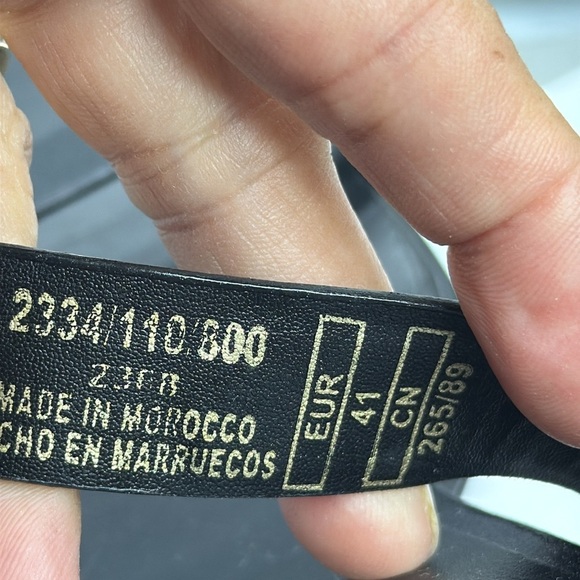 2334/110/800
MADE IN MOROCCO
CHO EN MARRUECOS
EUR
41
CN
265/89